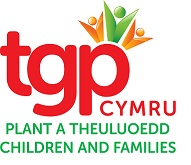 tgp
CYMRU
PLANT A THEULUOEDD
CHILDREN AND FAMILIES